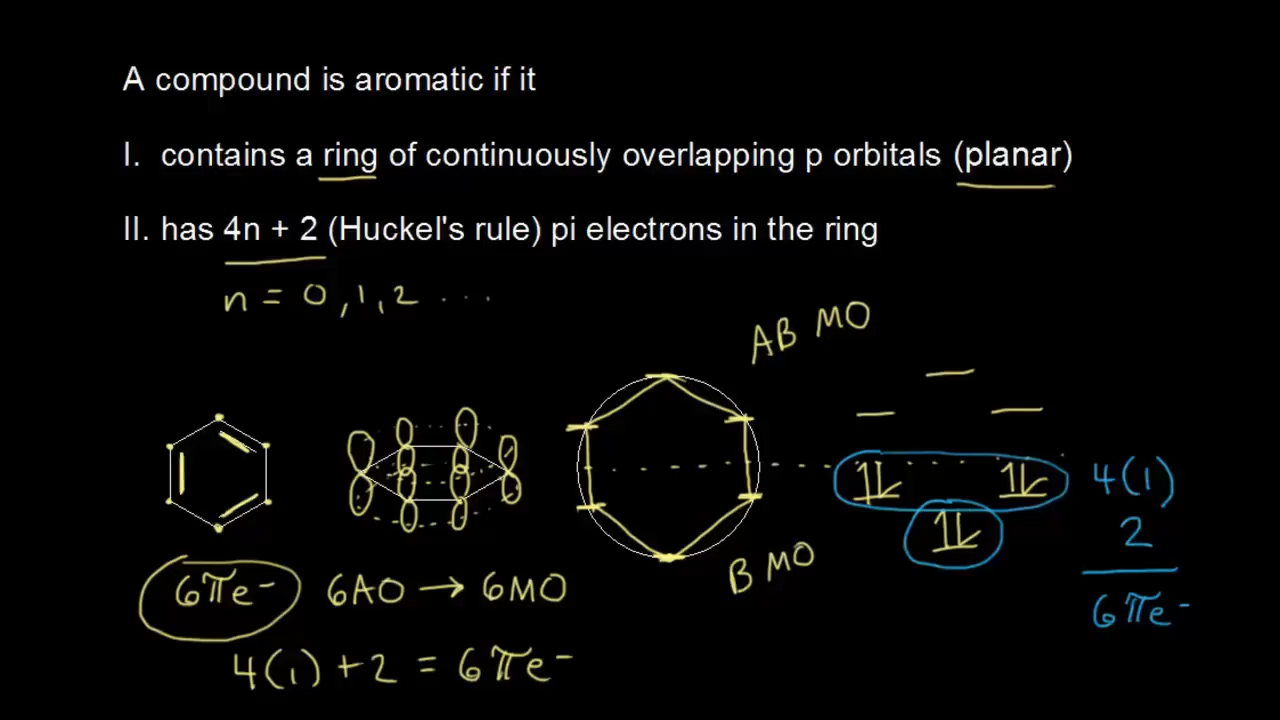 A compound is aromatic if it
I. contains a ring of continuously overlapping p orbitals (planar)
II. has 4n + 2 (Huckel's rule) pi electrons in the ring
n = 0, 1, 2 ....
AB MO
4(1)
2
6πe⁻
B MO
6πe⁻ 6AO → 6MO
4(1) + 2 = 6πe⁻